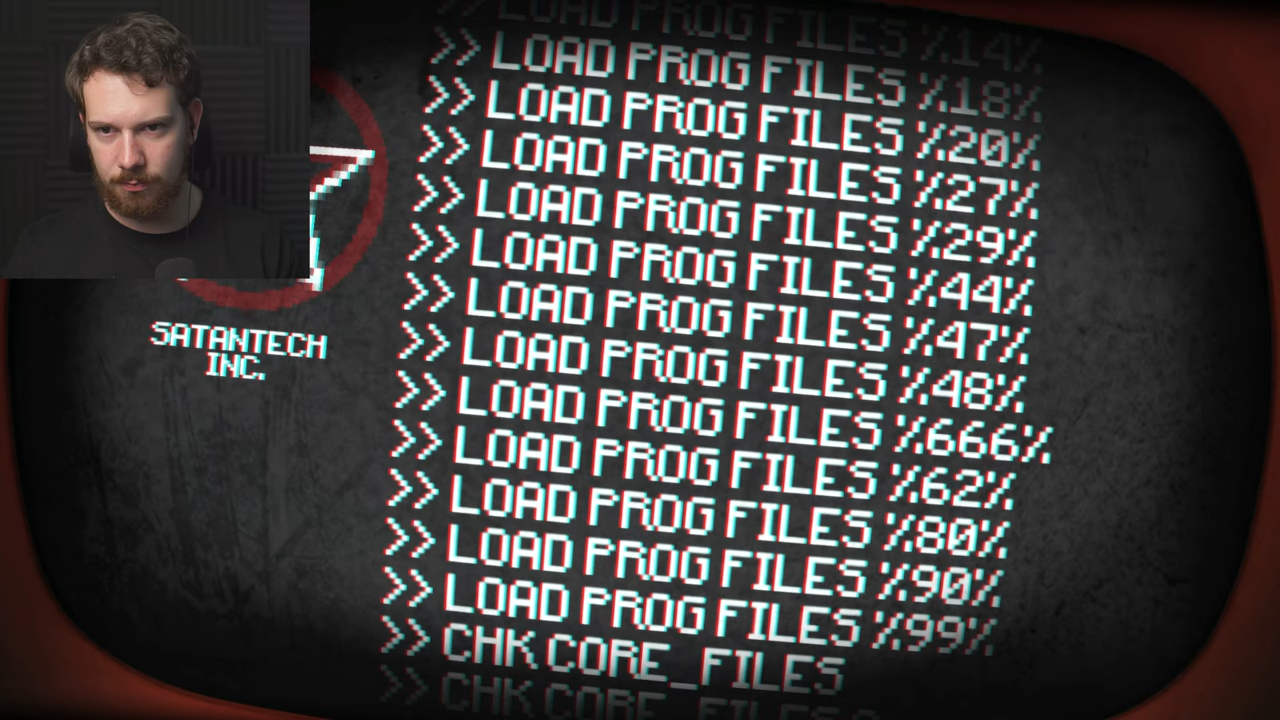 >> LOAD PROG FILES %14%
>> LOAD PROG FILES %18%
>> LOAD PROG FILES %20%
>> LOAD PROG FILES %27%
>> LOAD PROG FILES %29%
>> LOAD PROG FILES %44%
>> LOAD PROG FILES %47%
>> LOAD PROG FILES %48%
>> LOAD PROG FILES %666%
>> LOAD PROG FILES %62%
>> LOAD PROG FILES %80%
>> LOAD PROG FILES %90%
>> LOAD PROG FILES %99%
>> CHK CORE_FILES
>> CHK CORE_FILES
SATANTECH
INC.